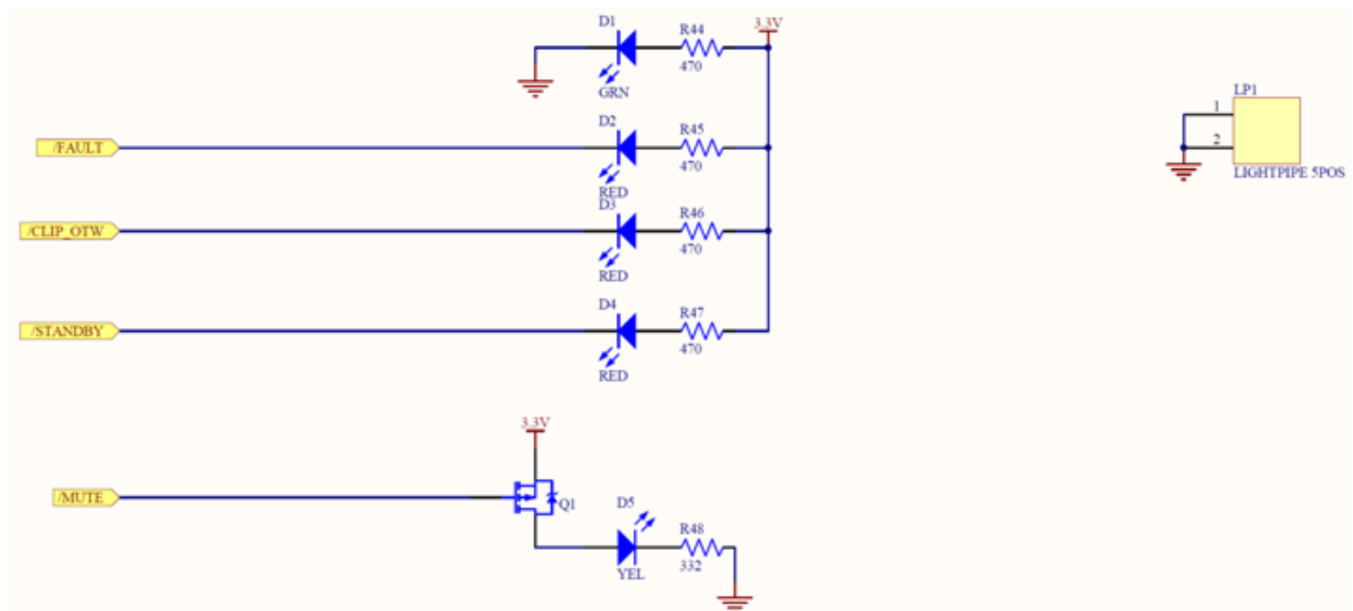 D1
3.3V
R44
470
GRN
LP1
1
2
LIGHTPIPE 5POS
D2
R45
/FAULT
470
RED
D3
R46
/CLIP_OTW
470
RED
D4
R47
/STANDBY
470
RED
3.3V
/MUTE
Q1
D5
R48
332
YEL